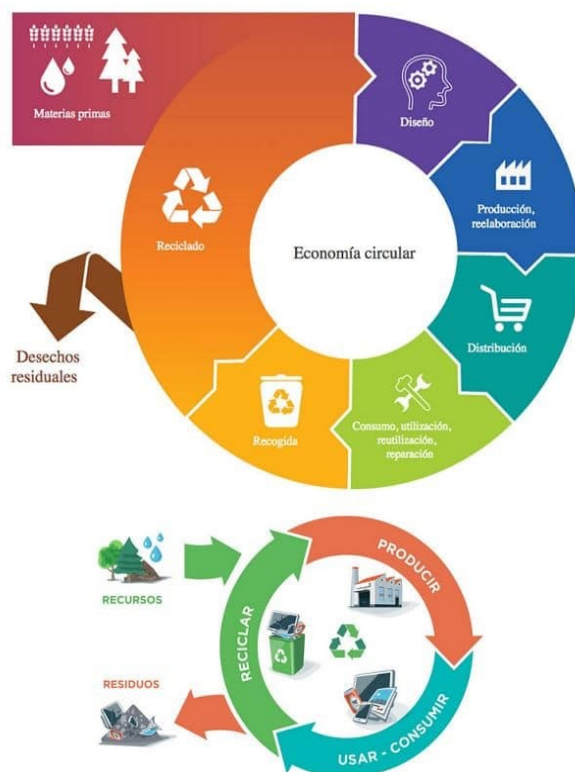 Materias primas
Diseño
Producción,
reelaboración
Reciclado
Economía circular
Distribución
Desechos
residuales
Recogida
Consumo, utilización,
reutilización,
reparación
PRODUCIR
RECURSOS
RECICLAR
RESIDUOS
USAR - CONSUMIR